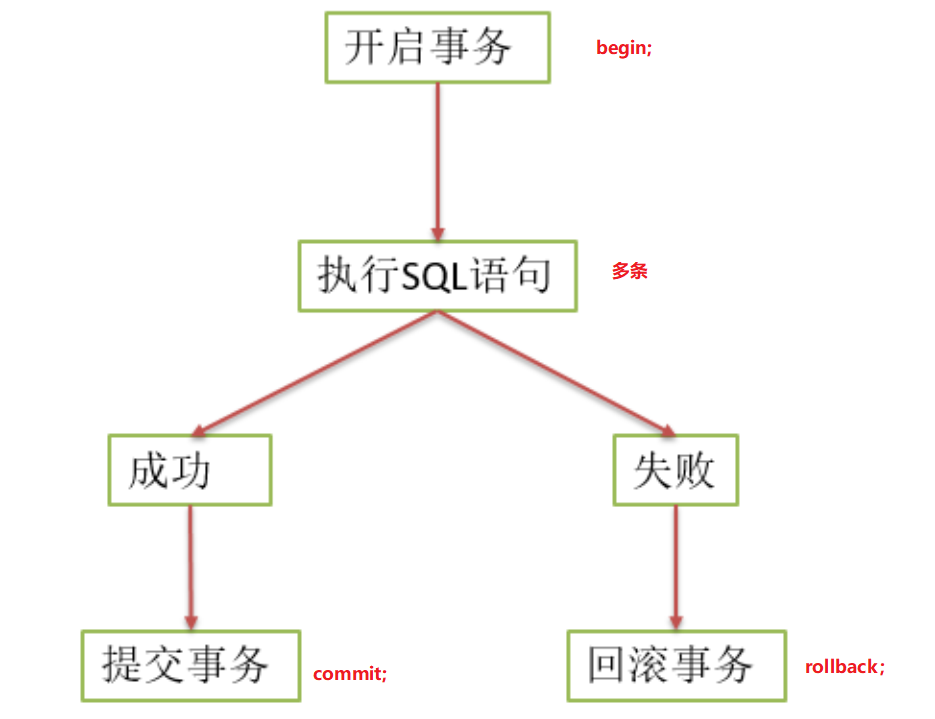 开启事务
begin;
执行SQL语句
多条
成功
失败
提交事务
commit;
回滚事务
rollback;